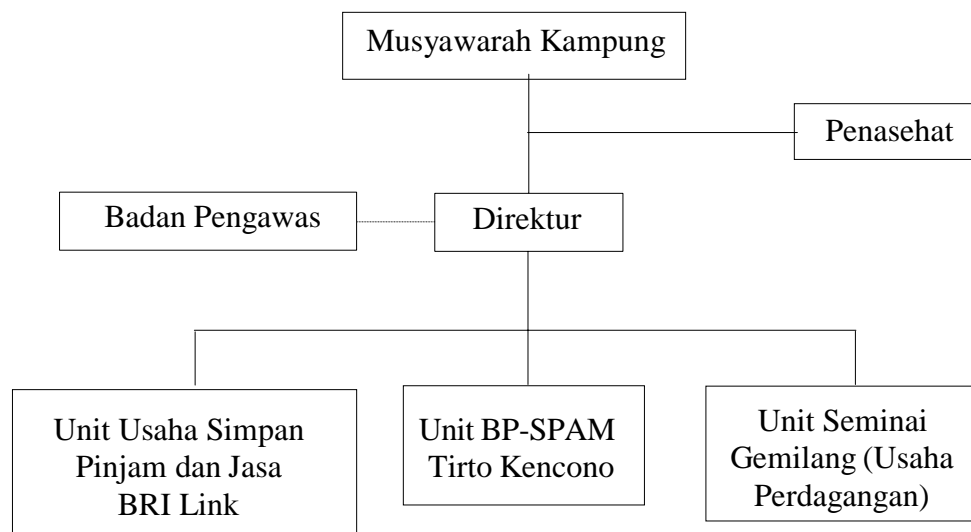 Musyawarah Kampung
Penasehat
Badan Pengawas
Direktur
Unit Usaha Simpan
Pinjam dan Jasa
BRI Link
Unit BP-SPAM
Tirto Kencono
Unit Seminai
Gemilang (Usaha
Perdagangan)